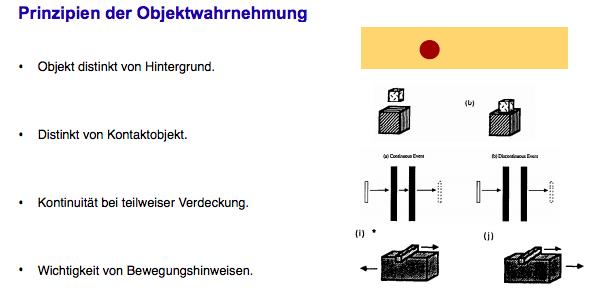 Prinzipien der Objektwahrnehmung
• Objekt distinkt von Hintergrund.
(b)
• Distinkt von Kontaktobjekt.
(a) Continuous Event
(b) Discontinuous Event
• Kontinuität bei teilweiser Verdeckung.
(i) *
(j)
• Wichtigkeit von Bewegungshinweisen.